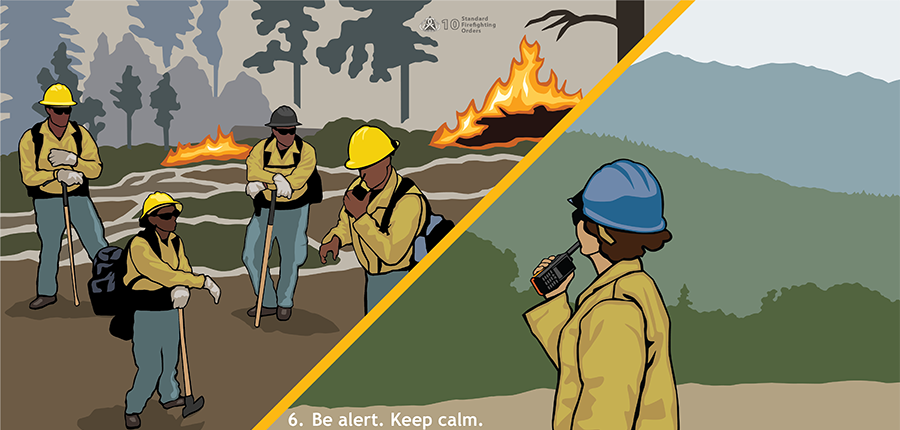 10 Standard
Firefighting
Orders
6. Be alert. Keep calm.